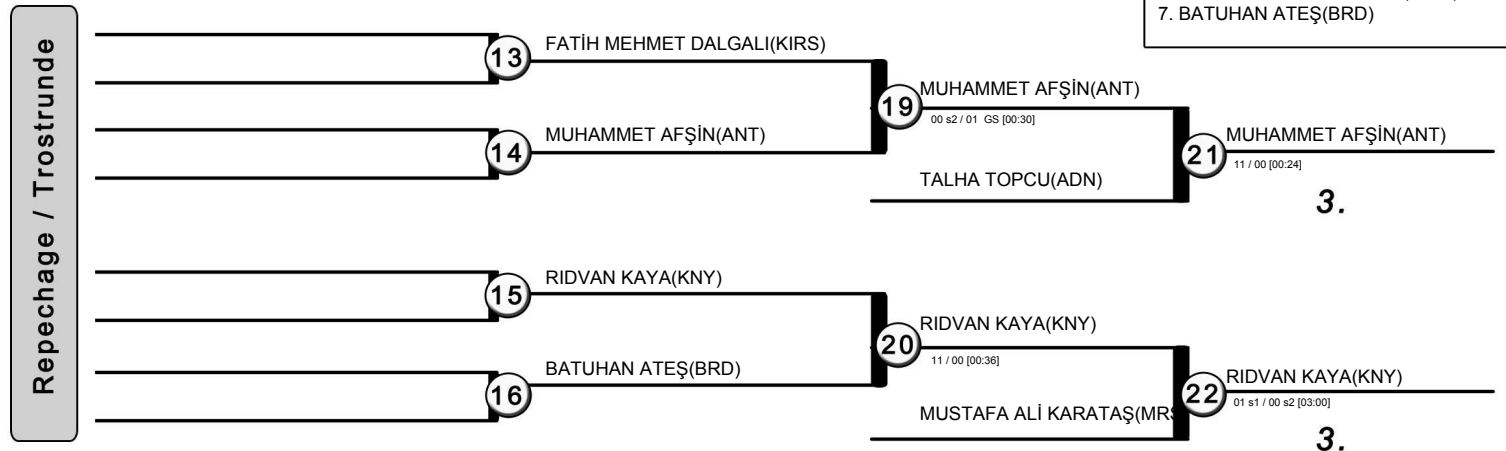 7. BATUHAN ATEŞ(BRD)
Repechage / Trostrunde
13
FATİH MEHMET DALGALI(KIRS)
19
MUHAMMET AFŞİN(ANT)
00 s2 / 01 GS [00:30]
14
MUHAMMET AFŞİN(ANT)
21
MUHAMMET AFŞİN(ANT)
11 / 00 [00:24]
TALHA TOPCU(ADN)
3.
15
RIDVAN KAYA(KNY)
20
RIDVAN KAYA(KNY)
11 / 00 [00:36]
16
BATUHAN ATEŞ(BRD)
22
RIDVAN KAYA(KNY)
01 s1 / 00 s2 [03:00]
MUSTAFA ALİ KARATAŞ(MRS
3.